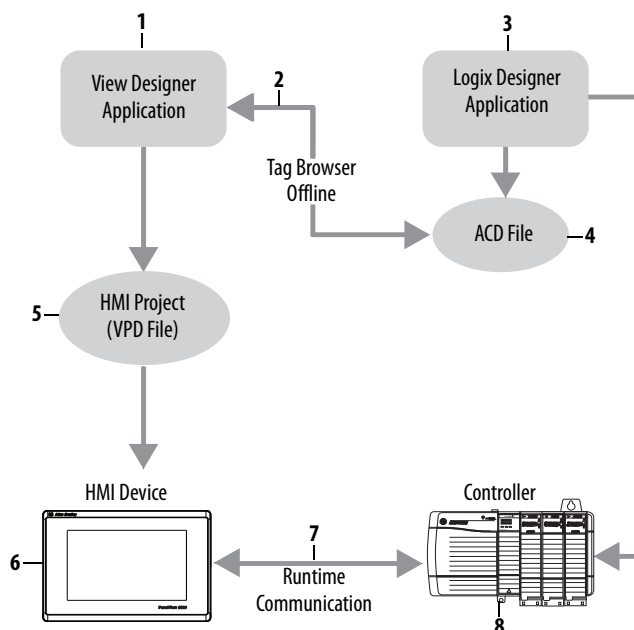 1
3
View Designer
Application
2
Logix Designer
Application
Tag Browser
Offline
ACD File
4
5
HMI Project
(VPD File)
HMI Device
Controller
6
7
Runtime
Communication
8